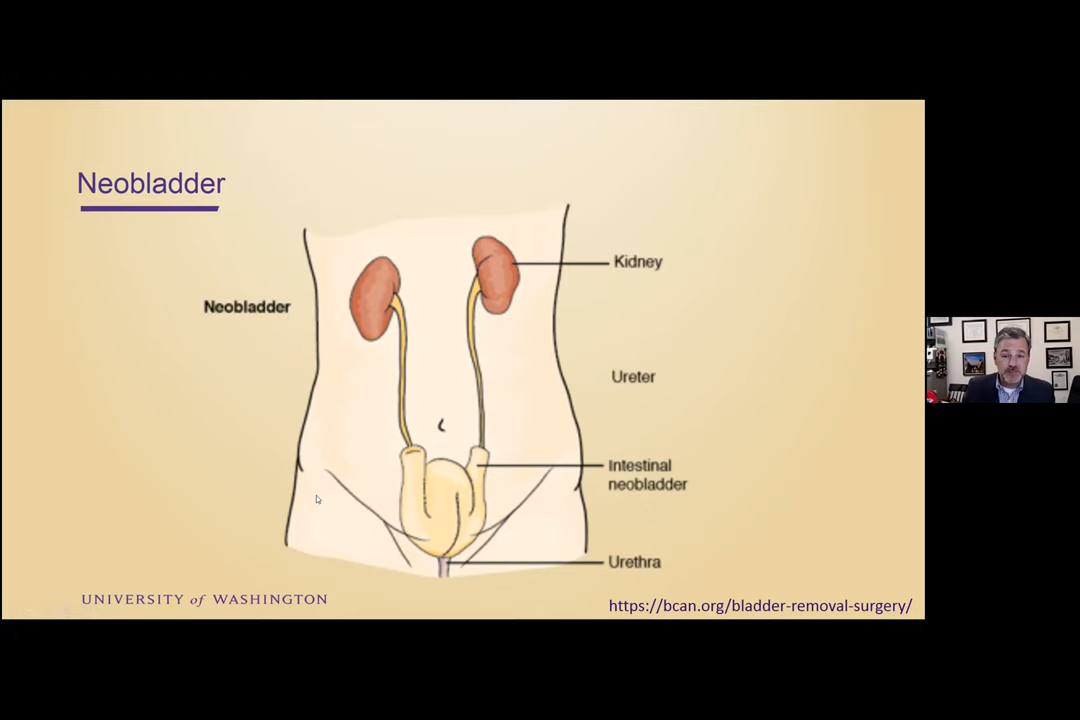 Neobladder
Kidney
Neobladder
Ureter
Intestinal
neobladder
Urethra
UNIVERSITY of WASHINGTON
https://bcan.org/bladder-removal-surgery/